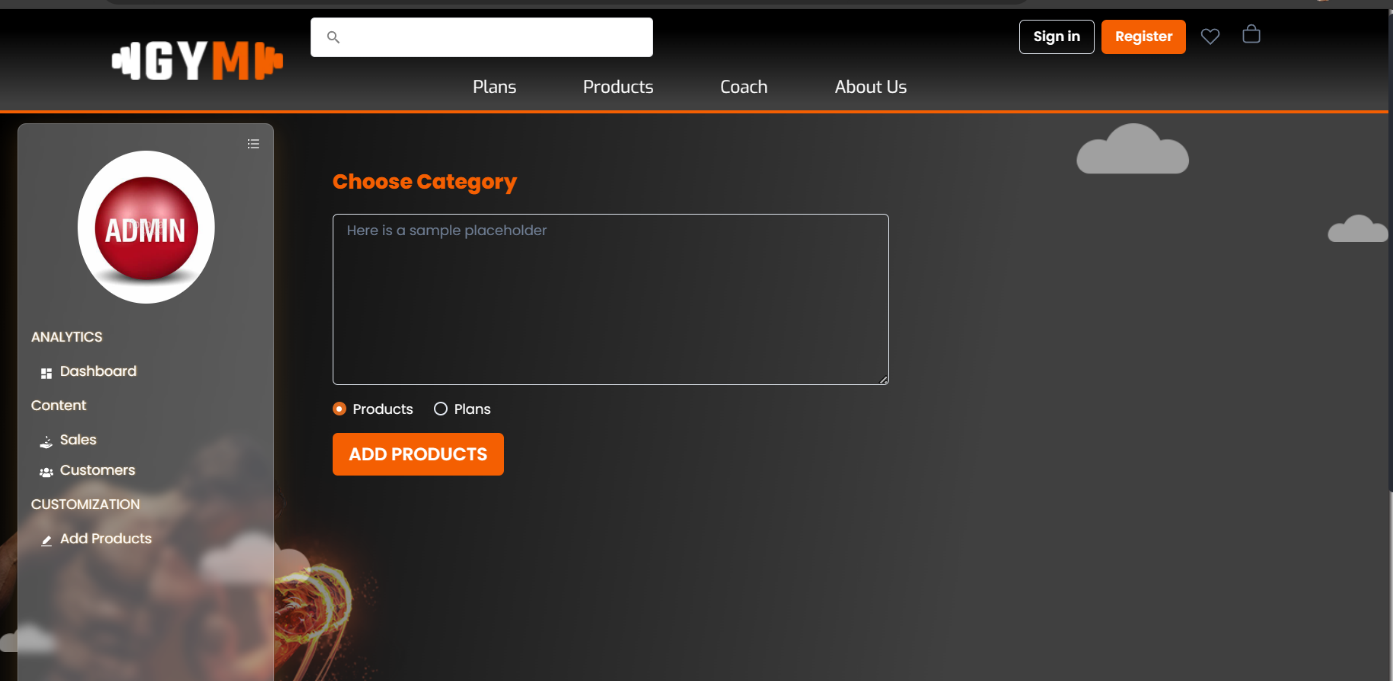 GYM
Sign in
Register
Plans
Products
Coach
About Us
ADMIN
ANALYTICS
Dashboard
Content
Sales
Customers
CUSTOMIZATION
Add Products
Choose Category
Here is a sample placeholder
Products
Plans
ADD PRODUCTS